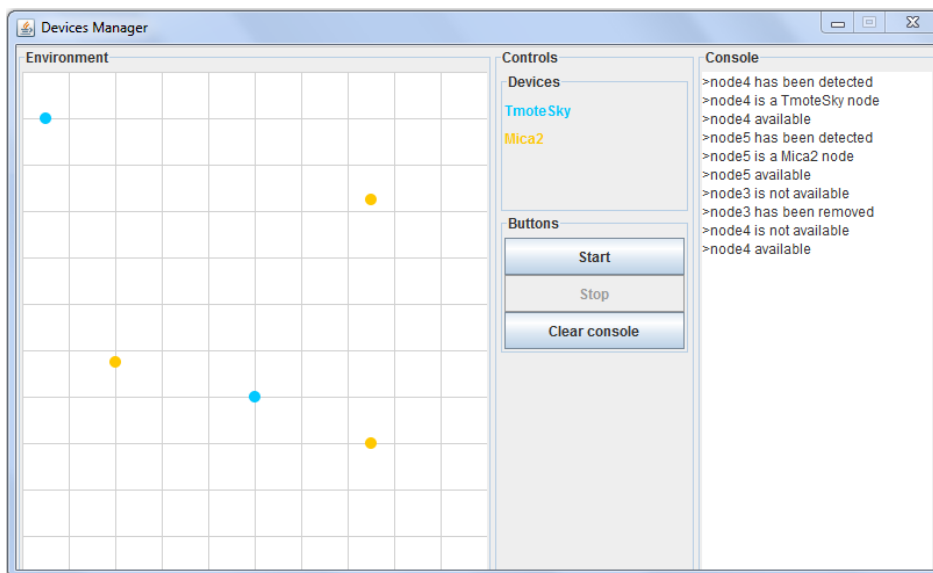 Devices Manager
Environment
Controls
Devices
TmoteSky
Mica2
Buttons
Start
Stop
Clear console
Console
>node4 has been detected
>node4 is a TmoteSky node
>node4 available
>node5 has been detected
>node5 is a Mica2 node
>node5 available
>node3 is not available
>node3 has been removed
>node4 is not available
>node4 available